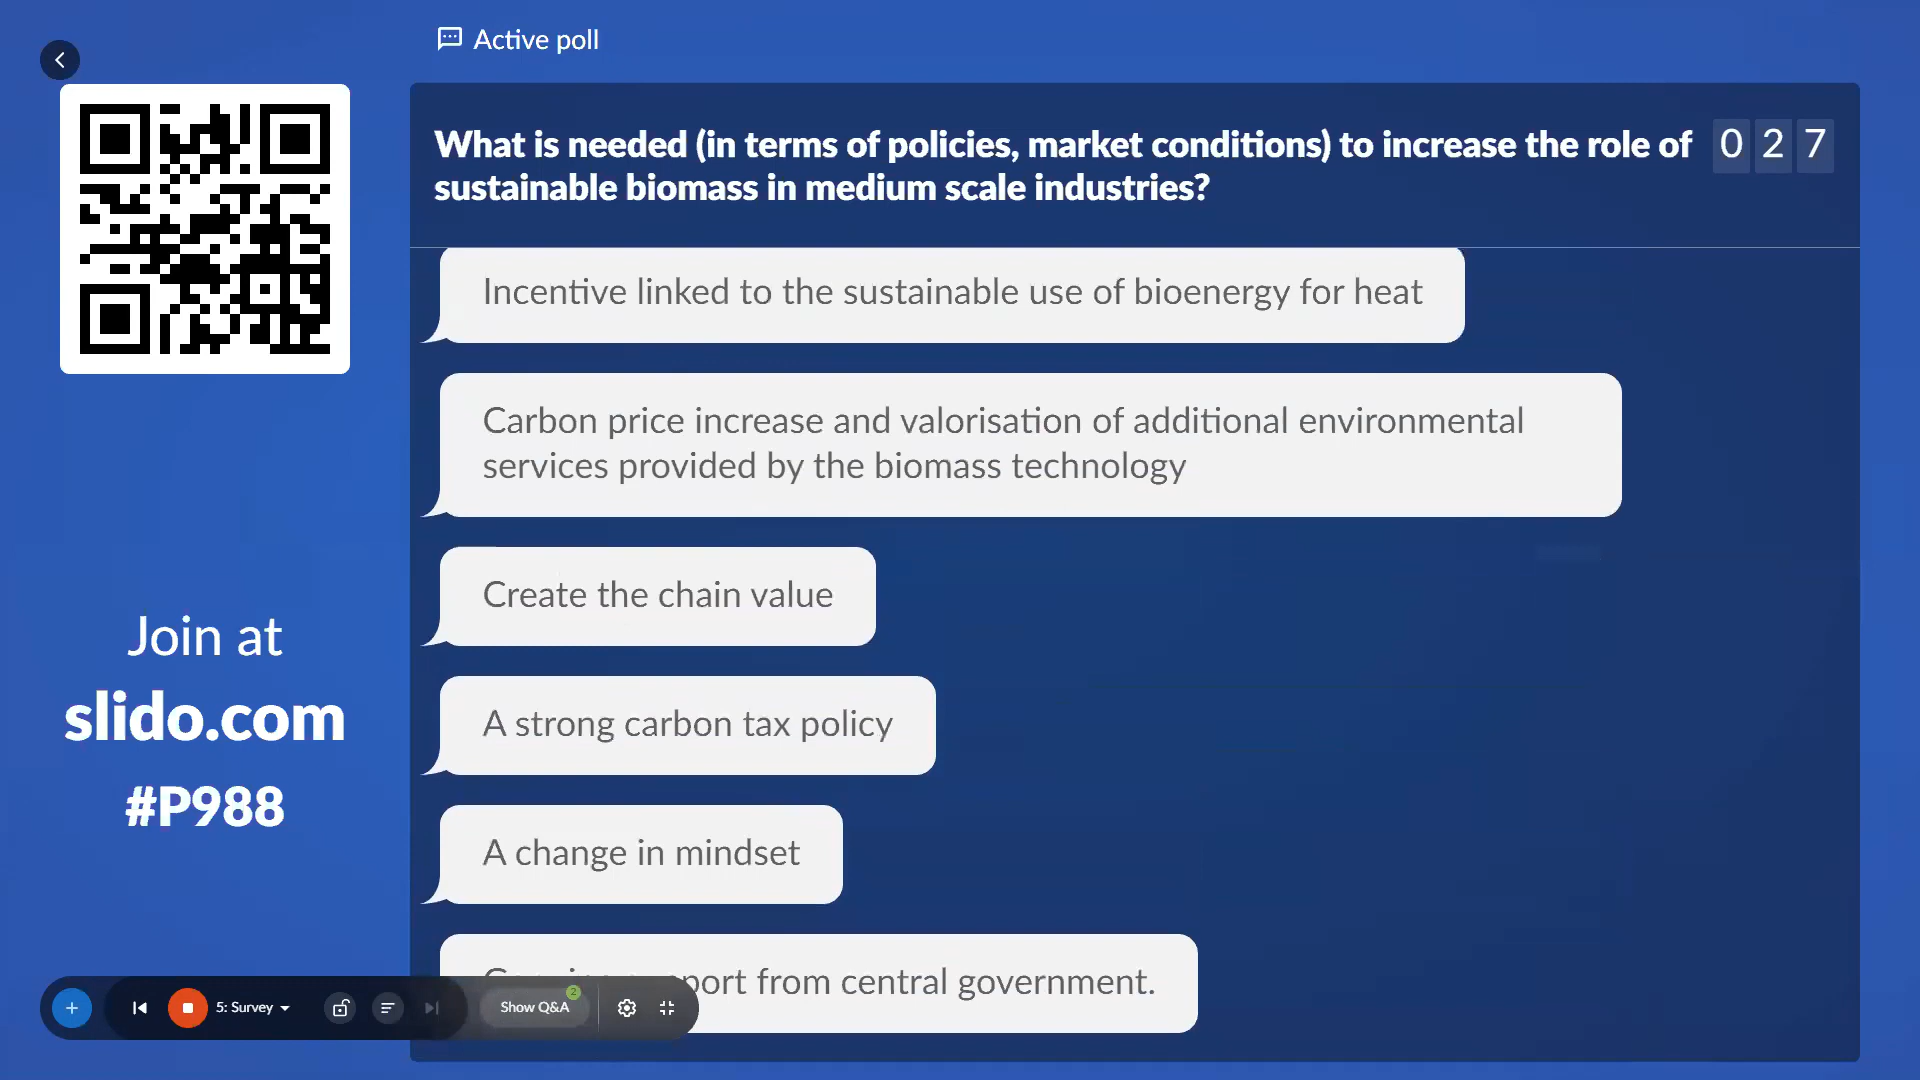 Active poll
What is needed (in terms of policies, market conditions) to increase the role of
sustainable biomass in medium scale industries?
0 2 7
Incentive linked to the sustainable use of bioenergy for heat
Carbon price increase and valorisation of additional environmental
services provided by the biomass technology
Create the chain value
A strong carbon tax policy
A change in mindset
from central government.
Join at
slido.com
#P988
5: Survey
Show Q&A
2